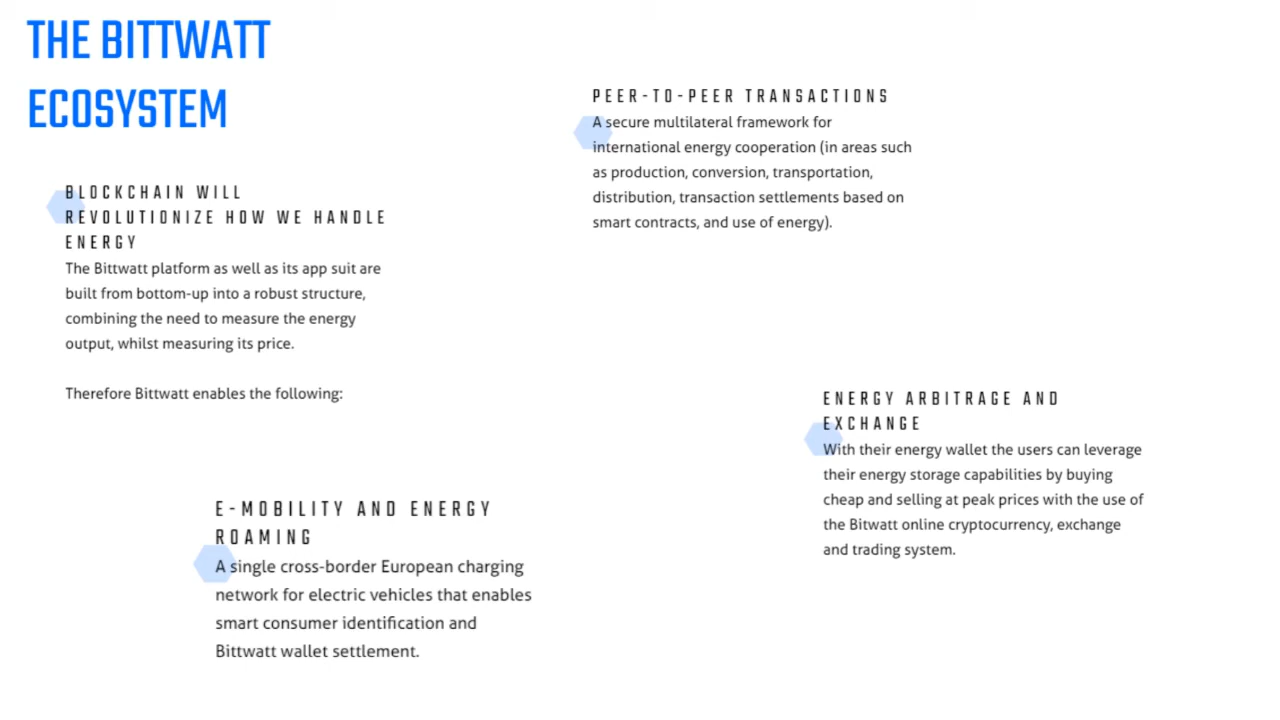 THE BITTWATT
ECOSYSTEM
BLOCKCHAIN WILL
REVOLUTIONIZE HOW WE HANDLE
ENERGY
The Bittwatt platform as well as its app suit are
built from bottom-up into a robust structure,
combining the need to measure the energy
output, whilst measuring its price.
Therefore Bittwatt enables the following:
PEER-TO-PEER TRANSACTIONS
A secure multilateral framework for
international energy cooperation (in areas such
as production, conversion, transportation,
distribution, transaction settlements based on
smart contracts, and use of energy).
ENERGY ARBITRAGE AND
EXCHANGE
With their energy wallet the users can leverage
their energy storage capabilities by buying
cheap and selling at peak prices with the use of
the Bitwatt online cryptocurrency, exchange
and trading system.
E-MOBILITY AND ENERGY
ROAMING
A single cross-border European charging
network for electric vehicles that enables
smart consumer identification and
Bittwatt wallet settlement.